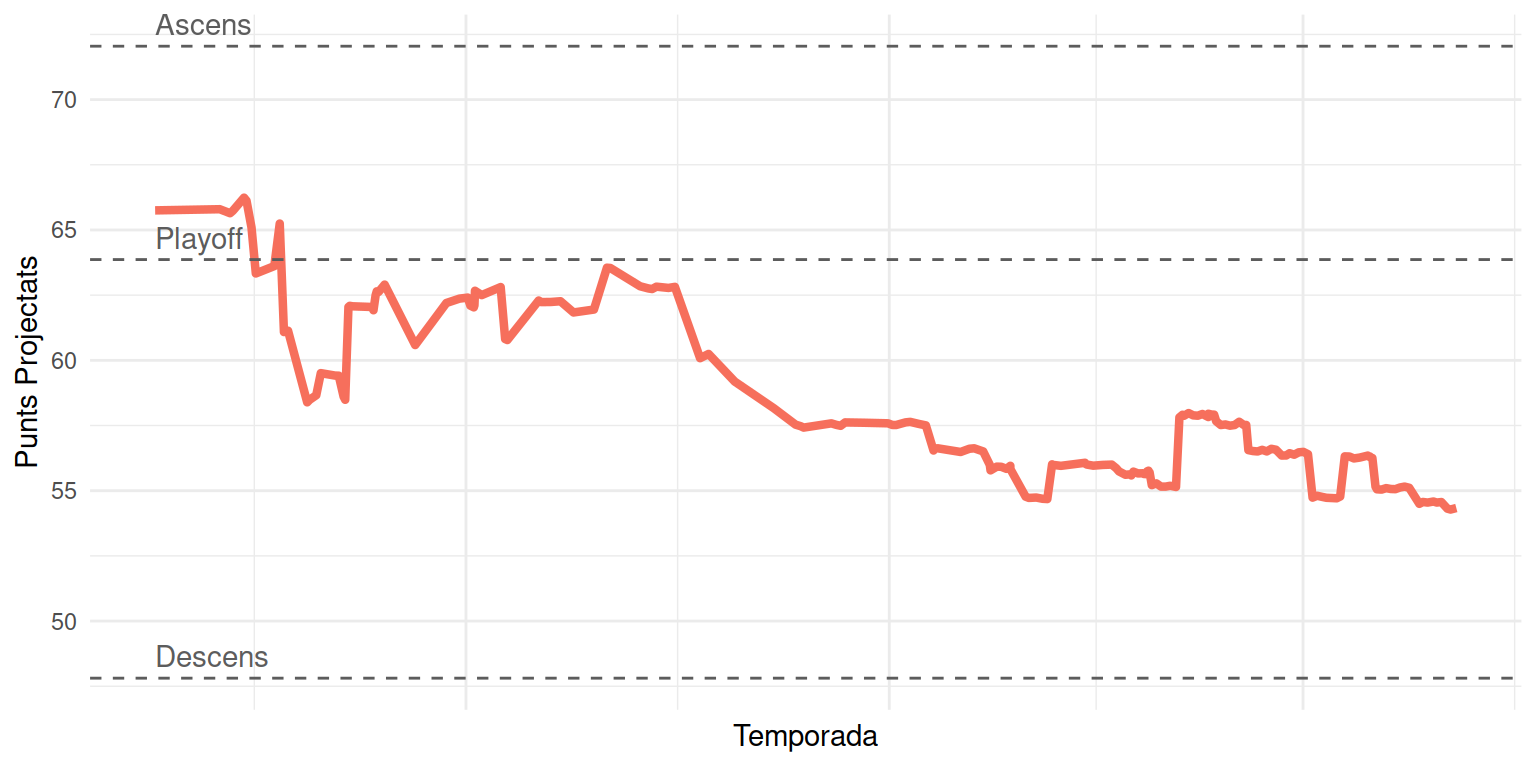 Ascens
70
65
Playoff
60
55
50
Descens
Punts Projectats
Temporada